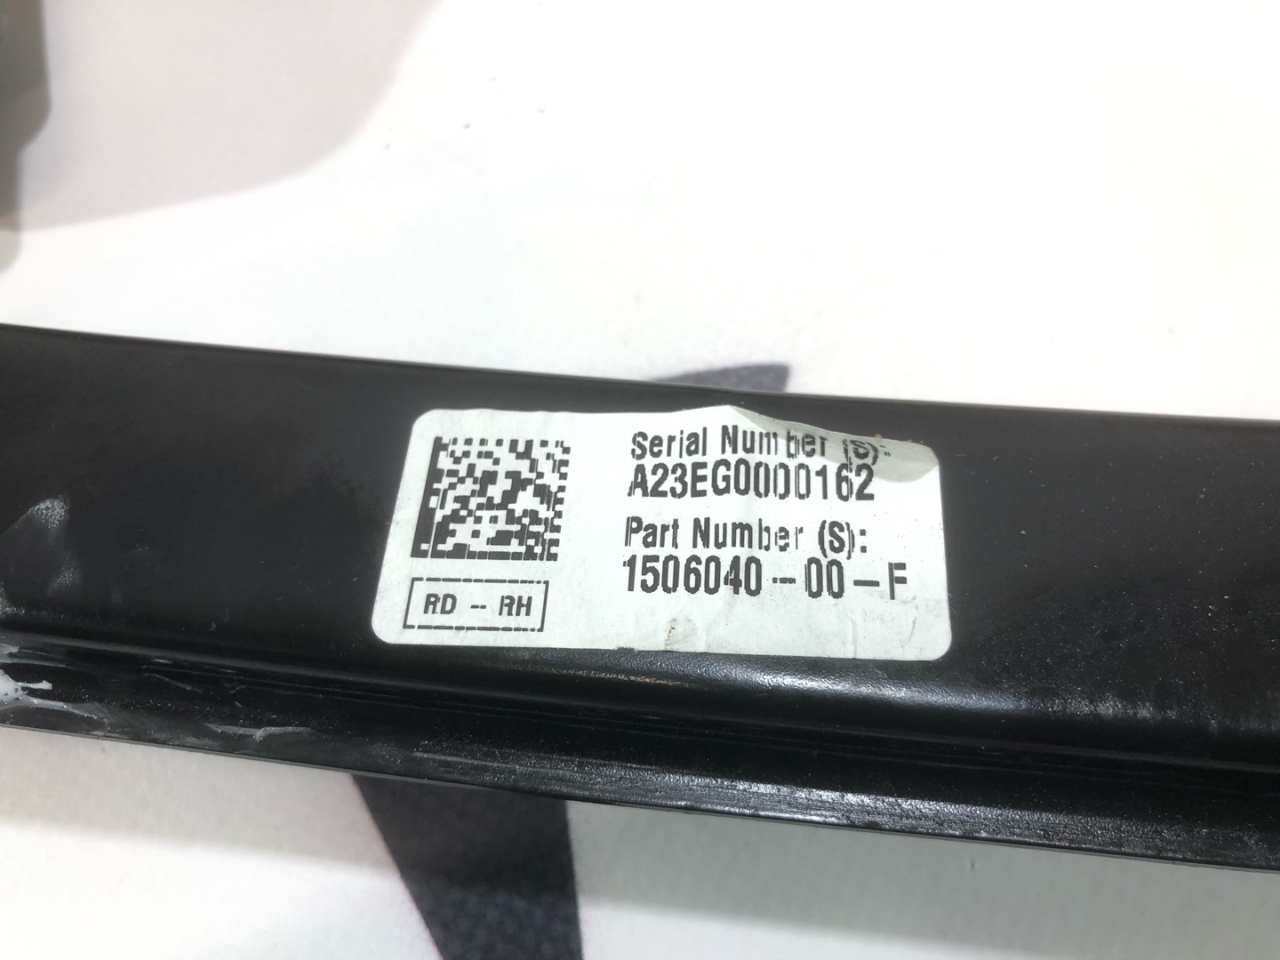 Serial Number (S):
A23EG0000162
Part Number (S):
1506040-00-F
RD -- RH